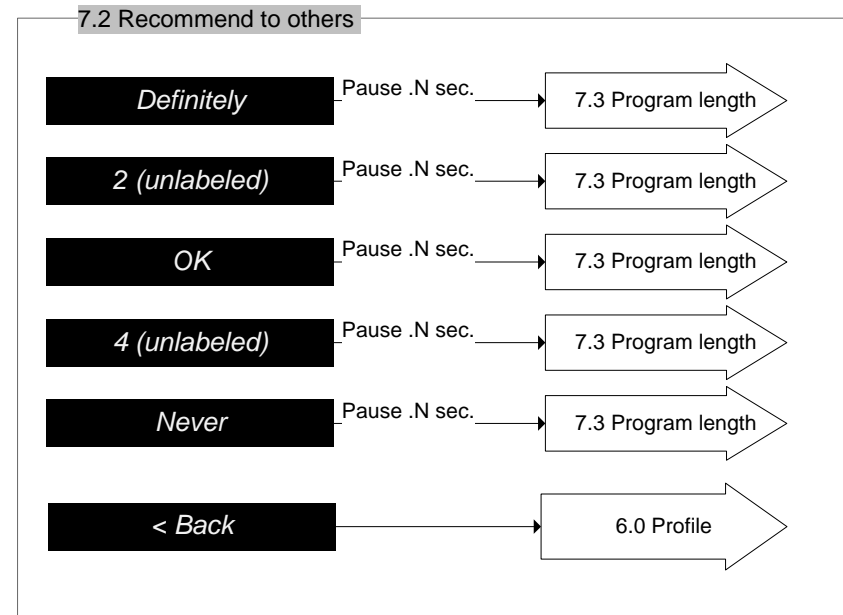 7.2 Recommend to others
Definitely Pause .N sec. 7.3 Program length
2 (unlabeled) Pause .N sec. 7.3 Program length
OK Pause .N sec. 7.3 Program length
4 (unlabeled) Pause .N sec. 7.3 Program length
Never Pause .N sec. 7.3 Program length
< Back 6.0 Profile